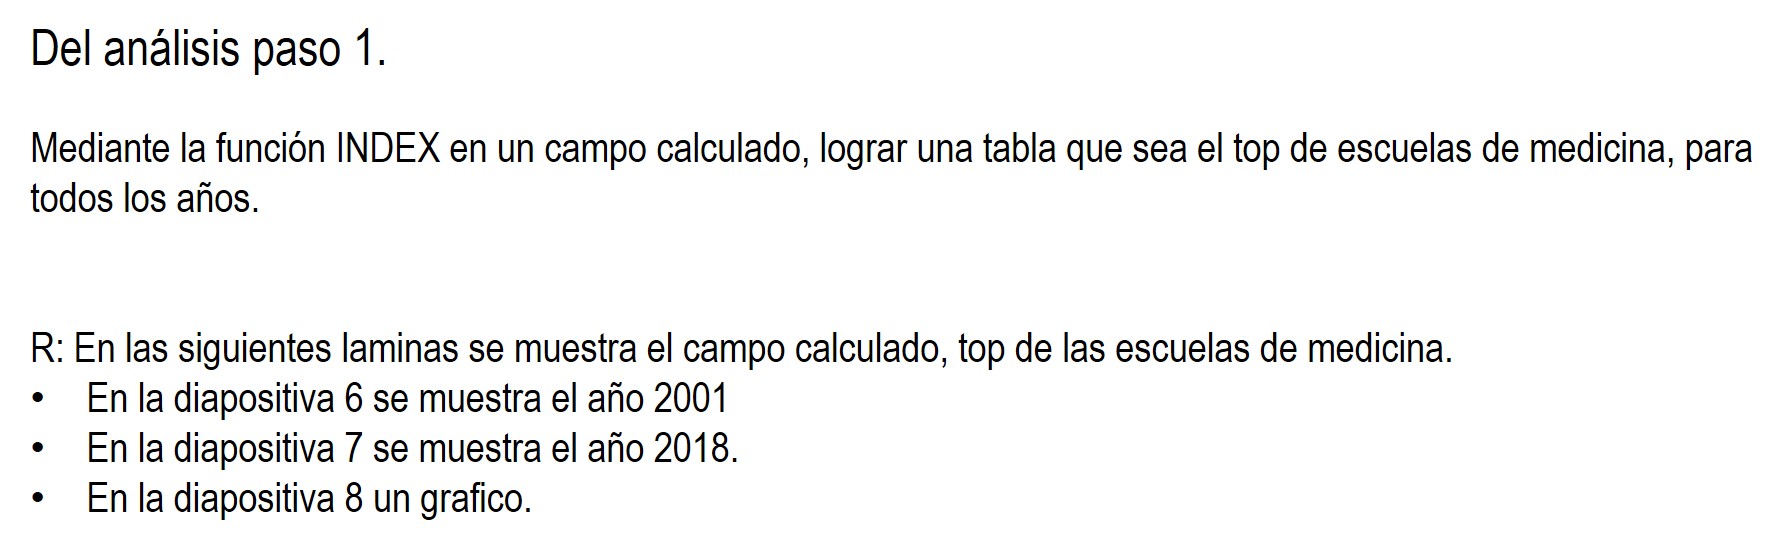 Del análisis paso 1.
Mediante la función INDEX en un campo calculado, lograr una tabla que sea el top de escuelas de medicina, para
todos los años.
R: En las siguientes laminas se muestra el campo calculado, top de las escuelas de medicina.
• En la diapositiva 6 se muestra el año 2001
• En la diapositiva 7 se muestra el año 2018.
• En la diapositiva 8 un grafico.